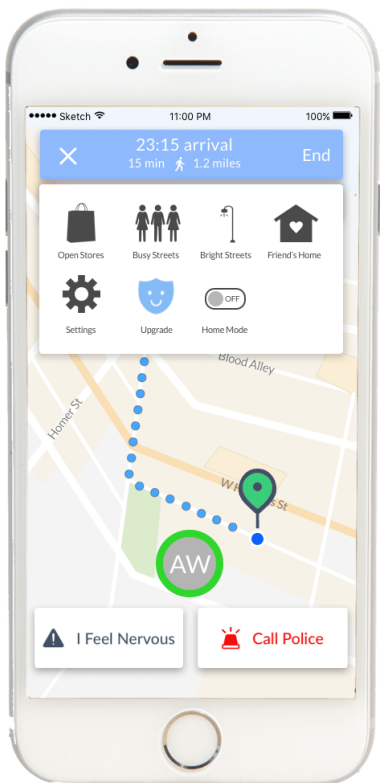 Sketch 11:00 PM 100%
23:15 arrival
15 min 1.2 miles
End
Open Stores Busy Streets Bright Streets Friend's Home
OFF
Settings Upgrade Home Mode
Blood Alley
Homer St
St
AW
I Feel Nervous Call Police